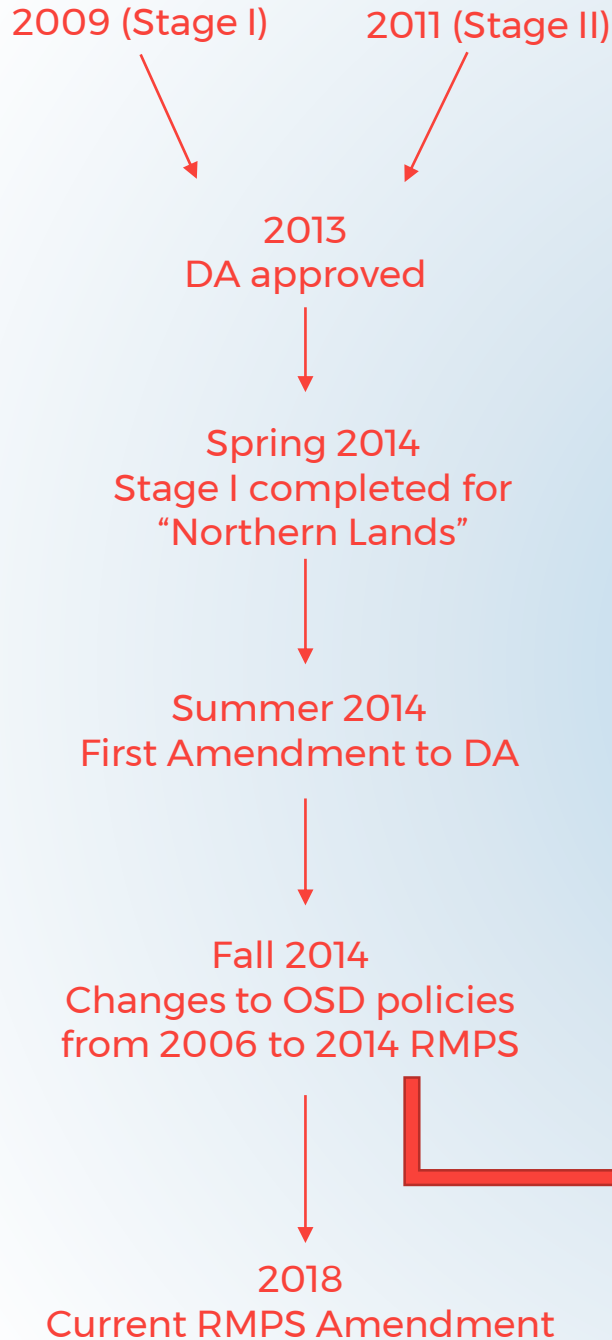 2009 (Stage I)
2011 (Stage II)
2013
DA approved
Spring 2014
Stage I completed for
“Northern Lands”
Summer 2014
First Amendment to DA
Fall 2014
Changes to OSD policies
from 2006 to 2014 RMPS
2018
Current RMPS Amendment